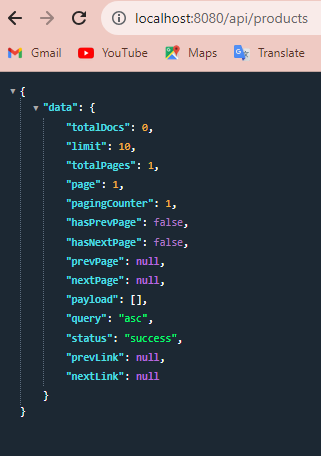 localhost:8080/api/products
Gmail YouTube Maps Translate
{
"data": {
"totalDocs": 0,
"limit": 10,
"totalPages": 1,
"page": 1,
"pagingCounter": 1,
"hasPrevPage": false,
"hasNextPage": false,
"prevPage": null,
"nextPage": null,
"payload": [],
"query": "asc",
"status": "success",
"prevLink": null,
"nextLink": null
}
}